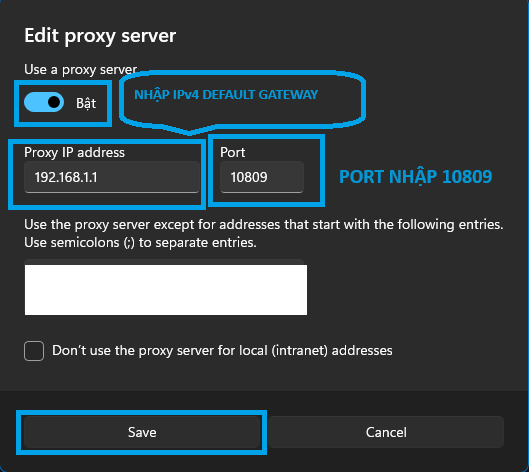 Edit proxy server
Use a proxy server
Bật
NHẬP IPv4 DEFAULT GATEWAY
Proxy IP address
Port
192.168.1.1
10809
PORT NHẬP 10809
Use the proxy server except for addresses that start with the following entries.
Use semicolons (;) to separate entries.
Don't use the proxy server for local (intranet) addresses
Save
Cancel